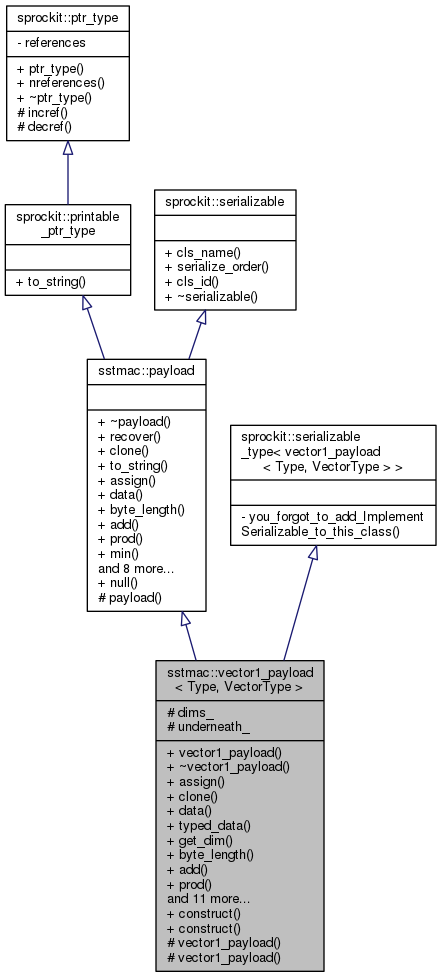 sprockit::ptr_type
- references
+ ptr_type()
+ nreferences()
+ ~ptr_type()
# incref()
# decref()
sprockit::printable
_ptr_type
+ to_string()
sprockit::serializable
+ cls_name()
+ serialize_order()
+ cls_id()
+ ~serializable()
sstmac::payload
+ ~payload()
+ recover()
+ clone()
+ to_string()
+ assign()
+ data()
+ byte_length()
+ add()
+ prod()
+ min()
and 8 more...
+ null()
# payload()
sprockit::serializable
_type< vector1_payload
< Type, VectorType > >
- you_forgot_to_add_Implement
Serializable_to_this_class()
sstmac::vector1_payload
< Type, VectorType >
# dims_
# underneath_
+ vector1_payload()
+ ~vector1_payload()
+ assign()
+ clone()
+ data()
+ typed_data()
+ get_dim()
+ byte_length()
+ add()
+ prod()
and 11 more...
+ construct()
+ construct()
# vector1_payload()
# vector1_payload()